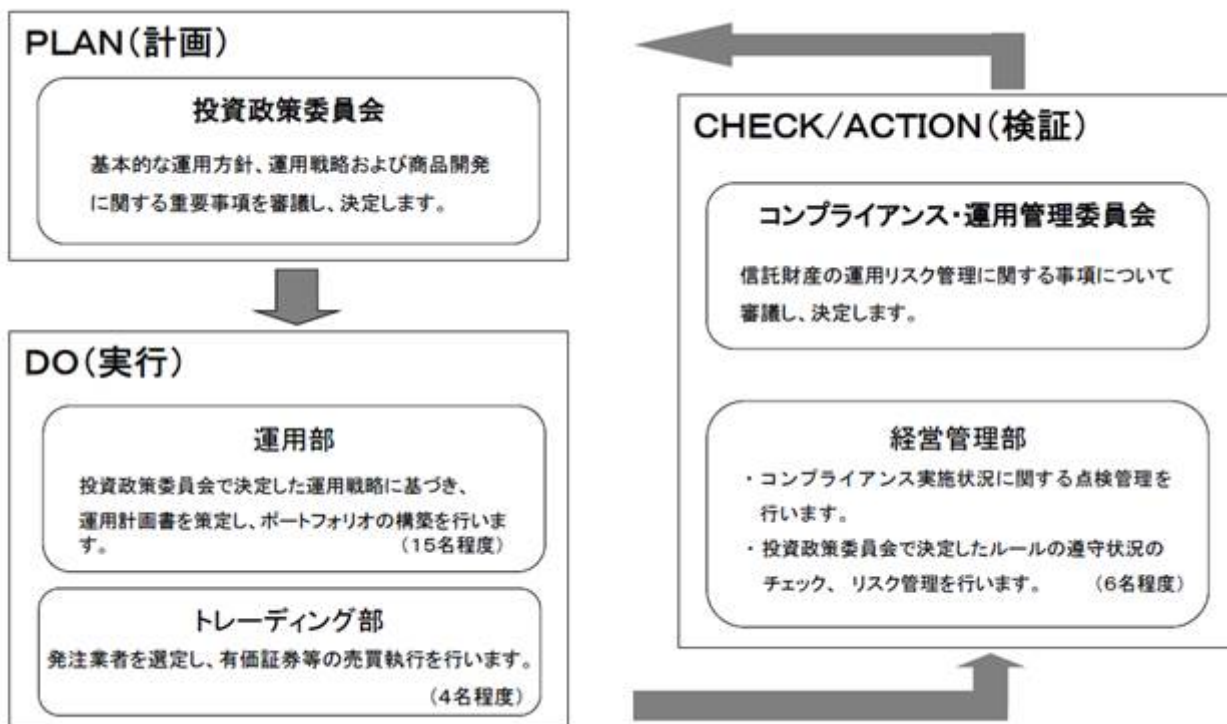 PLAN(計画)
投資政策委員会
基本的な運用方針、運用戦略および商品開発
に関する重要事項を審議し、決定します。
DO(実行)
運用部
投資政策委員会で決定した運用戦略に基づき、
運用計画書を策定し、ポートフォリオの構築を行いま
す。 (15名程度)
トレーディング部
発注業者を選定し、有価証券等の売買執行を行います。
(4名程度)
CHECK/ACTION(検証)
コンプライアンス・運用管理委員会
信託財産の運用リスク管理に関する事項について
審議し、決定します。
経営管理部
・コンプライアンス実施状況に関する点検管理を
行います。
・投資政策委員会で決定したルールの遵守状況の
チェック、 リスク管理を行います。 (6名程度)